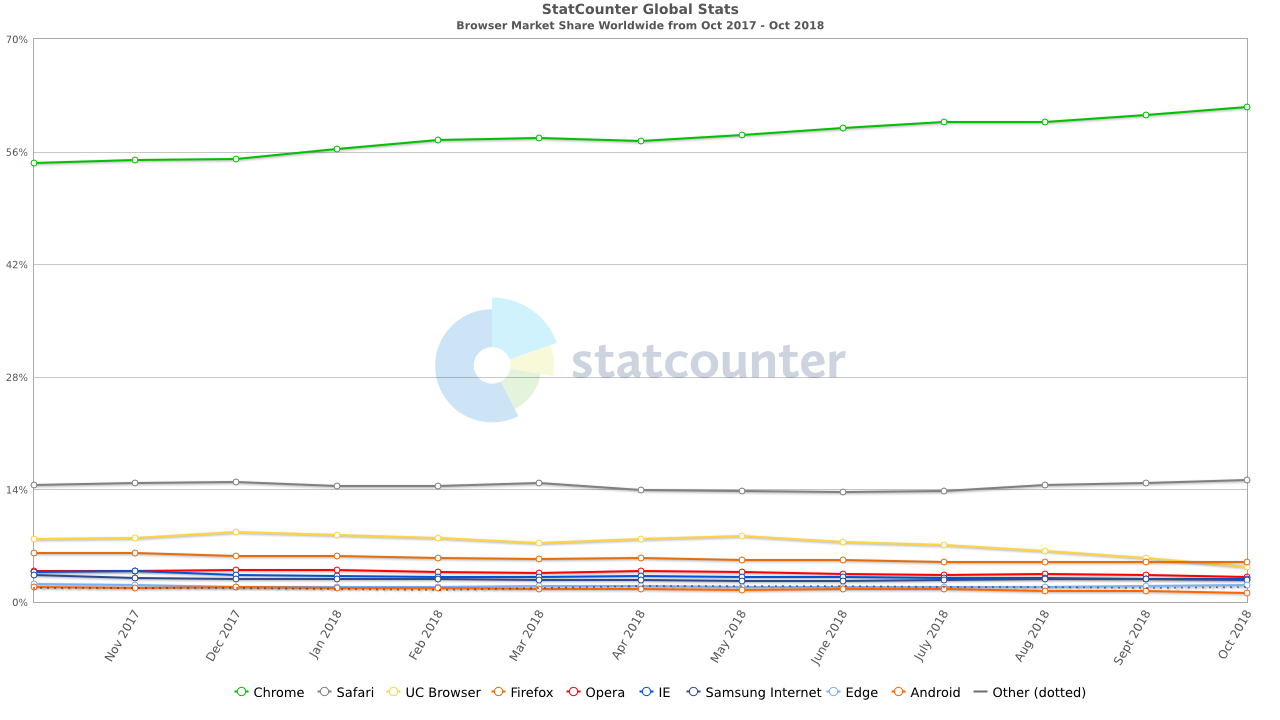 StatCounter Global Stats
Browser Market Share Worldwide from Oct 2017 - Oct 2018
70%
56%
42%
28%
14%
0%
statcounter
Nov 2017
Dec 2017
Jan 2018
Feb 2018
Mar 2018
Apr 2018
May 2018
June 2018
July 2018
Aug 2018
Sept 2018
Oct 2018
Chrome Safari UC Browser Firefox Opera IE Samsung Internet Edge Android Other (dotted)